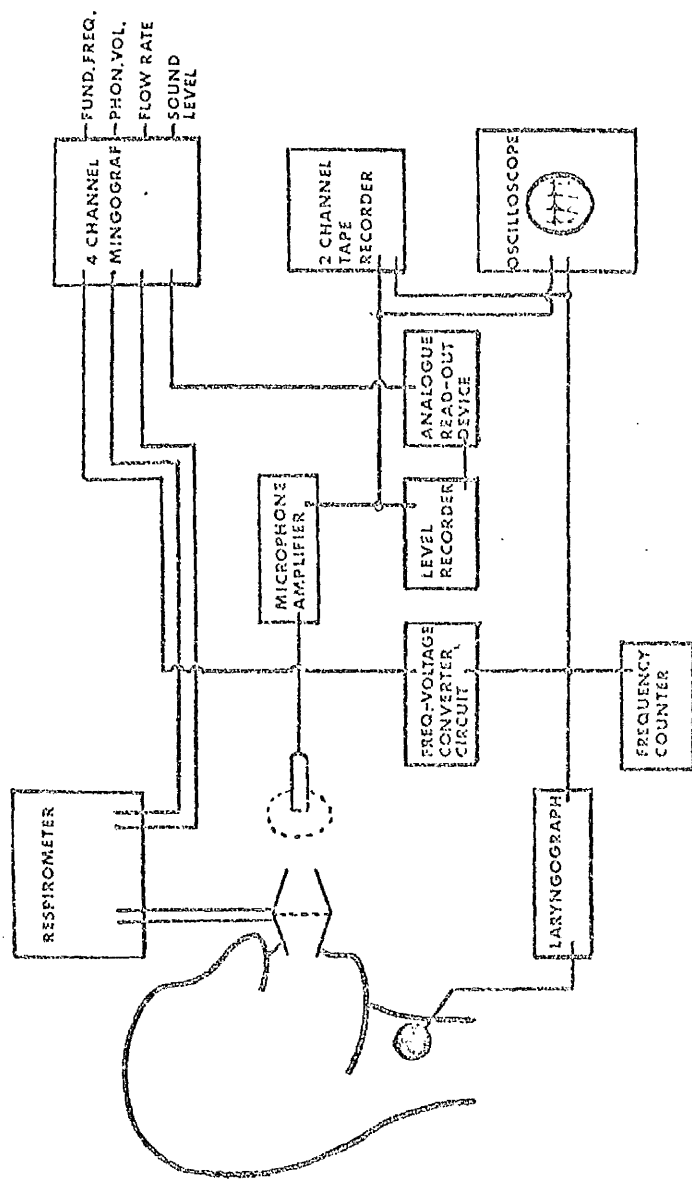 RESPIROMETER
4 CHANNEL
MINGOGRAF
FUND. FREQ.
PHON. VOL.
FLOW RATE
SOUND
LEVEL
MICROPHONE
AMPLIFIER
2 CHANNEL
TAPE
RECORDER
FREQ-VOLTAGE
CONVERTER
CIRCUIT
LEVEL
RECORDER
ANALOGUE
READ-OUT
DEVICE
OSCILLOSCOPE
LARYNGOGRAPH
FREQUENCY
COUNTER